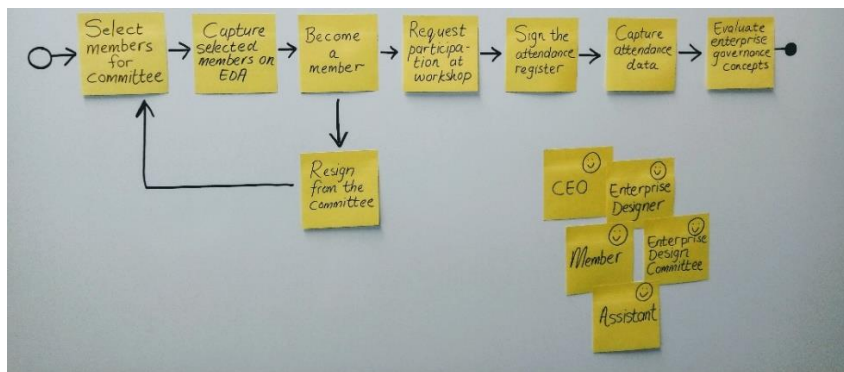 Select
members
for
committee
Capture
selected
members on
EDA
Become
a
member
Request
participa-
tion at
workshop
Sign the
attendance
register
Capture
attendance
data
Evaluate
enterprise
governance
concepts
Resign
from the
Committee
CEO
Enterprise
Designer
Member
Enterprise
Design
Committee
Assistant